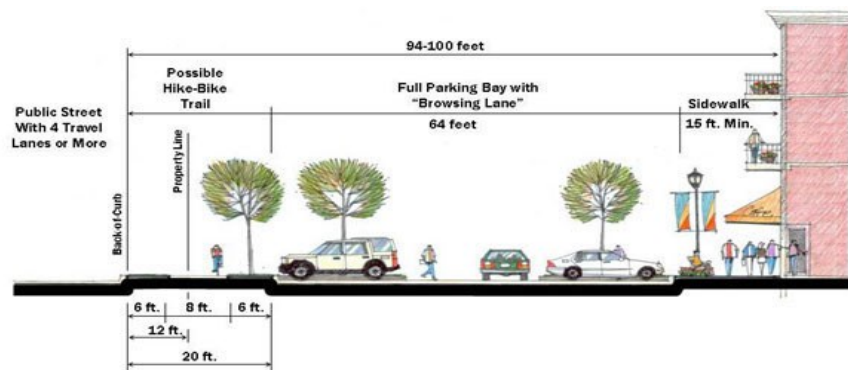 94-100 feet
Possible
Hike-Bike
Trail
Full Parking Bay with
"Browsing Lane"
Sidewalk
Public Street
With 4 Travel
Lanes or More
64 feet
15 ft. Min.
Back-of-Curb
Property Line
6 ft.
8 ft.
6 ft.
12 ft.
20 ft.